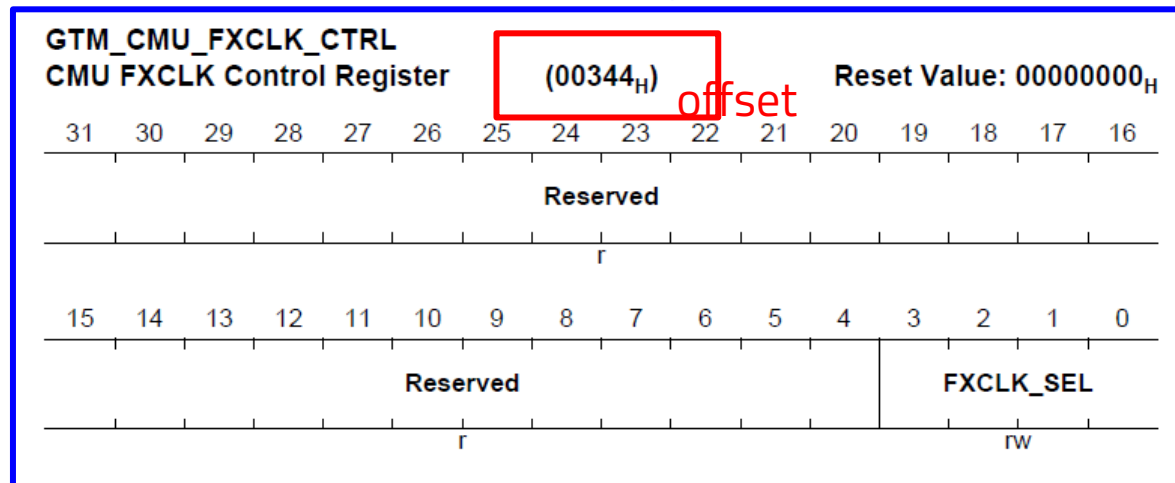 GTM_CMU_FXCLK_CTRL
CMU FXCLK Control Register (00344H) Reset Value: 00000000H
offset
31 30 29 28 27 26 25 24 23 22 21 20 19 18 17 16
Reserved
r
15 14 13 12 11 10 9 8 7 6 5 4 3 2 1 0
Reserved FXCLK_SEL
r rw